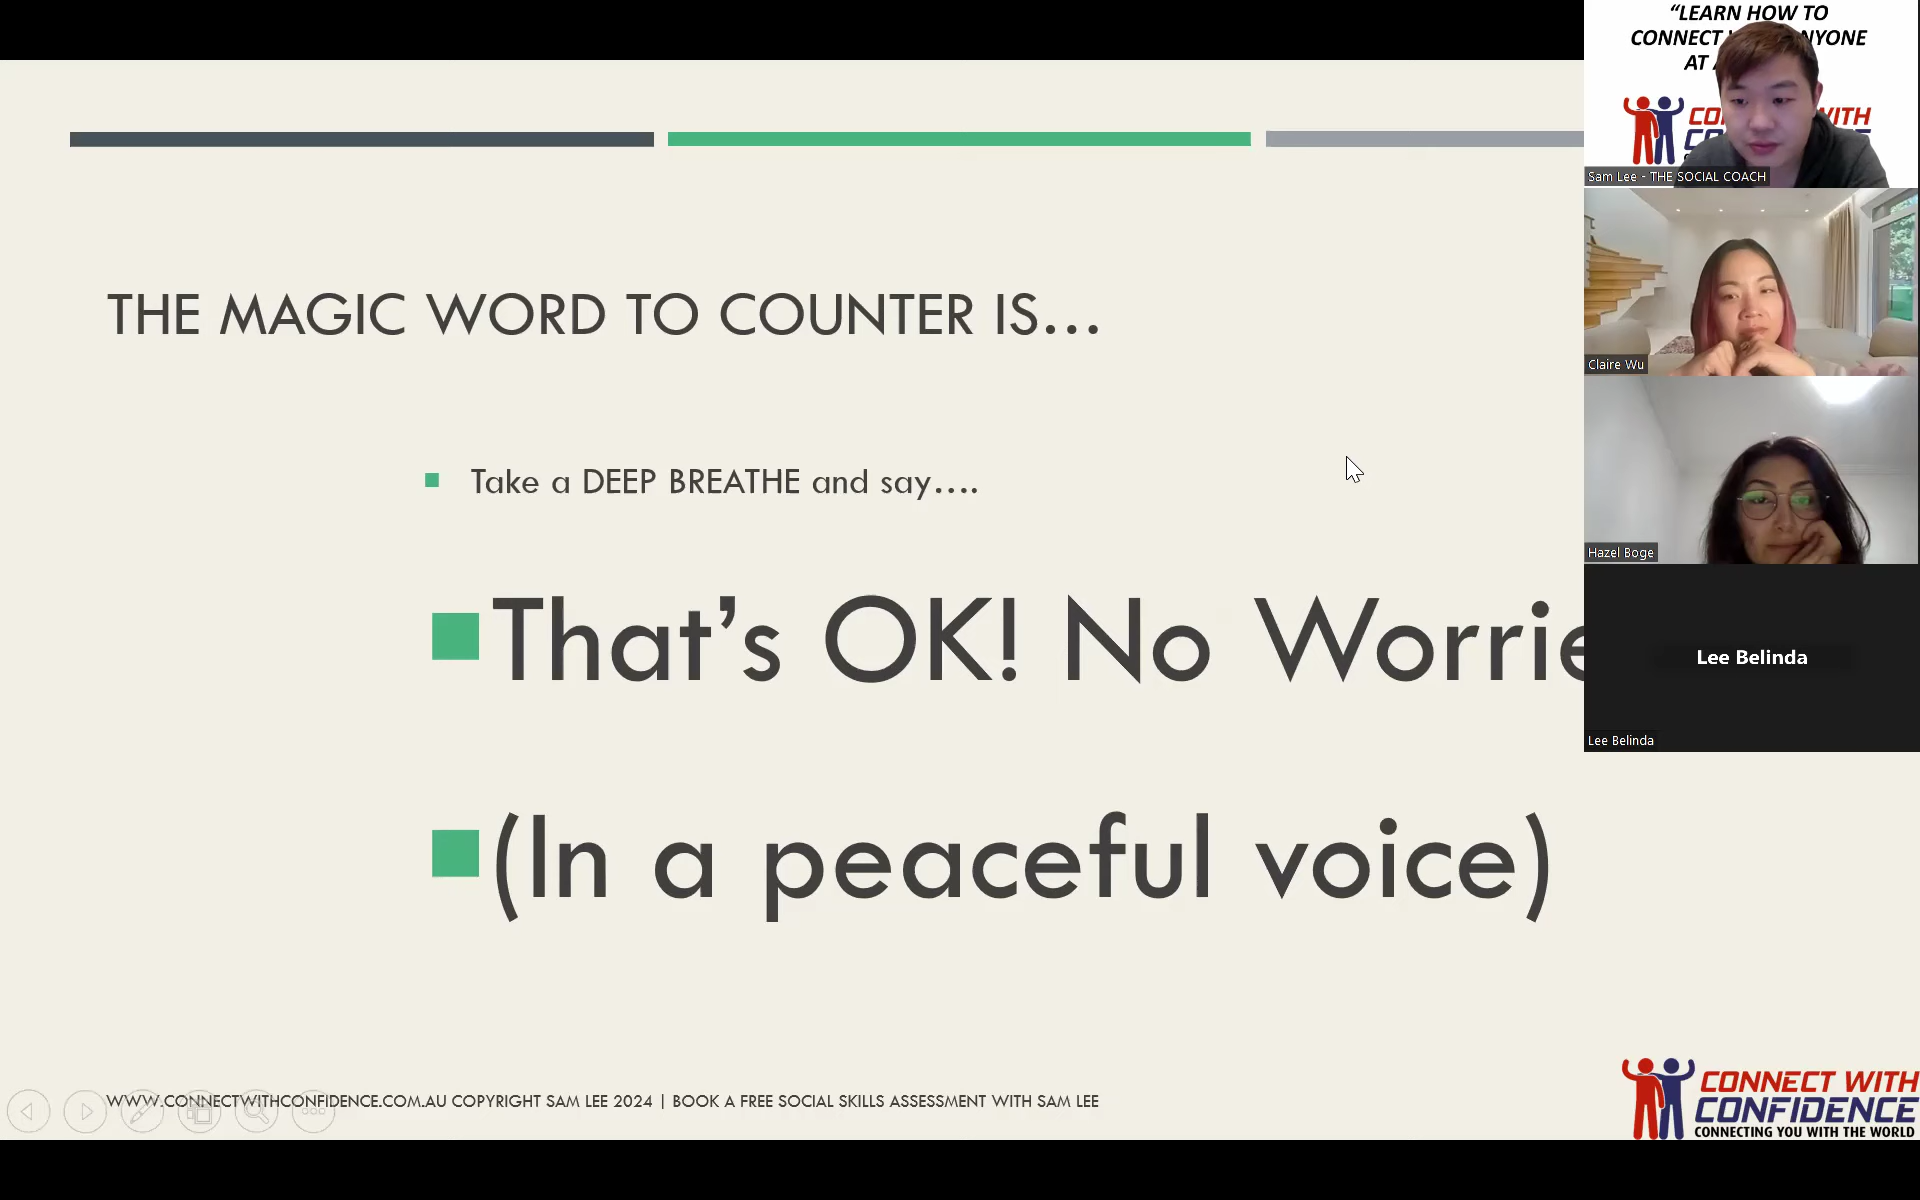 THE MAGIC WORD TO COUNTER IS...
Take a DEEP BREATHE and say....
That's OK! No Worrie
(In a peaceful voice)
WWW.CONNECTWITHCONFIDENCE.COM.AU COPYRIGHT SAM LEE 2024 | BOOK A FREE SOCIAL SKILLS ASSESSMENT WITH SAM LEE
CONNECT WITH
CONFIDENCE
CONNECTING YOU WITH THE WORLD
"LEARN HOW TO
CONNECT NYONE
AT
CO WITH
Sam Lee - THE SOCIAL COACH
Claire Wu
Hazel Boge
Lee Belinda
Lee Belinda